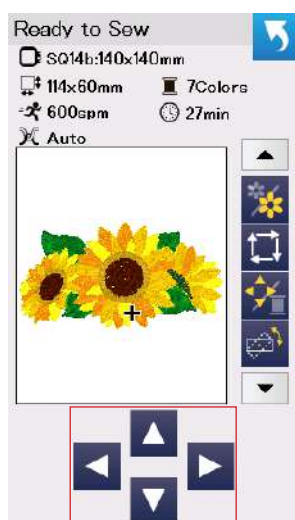 Ready to Sew
SQ14b:140x140mm
114x60mm 7Colors
600spm 27min
Auto